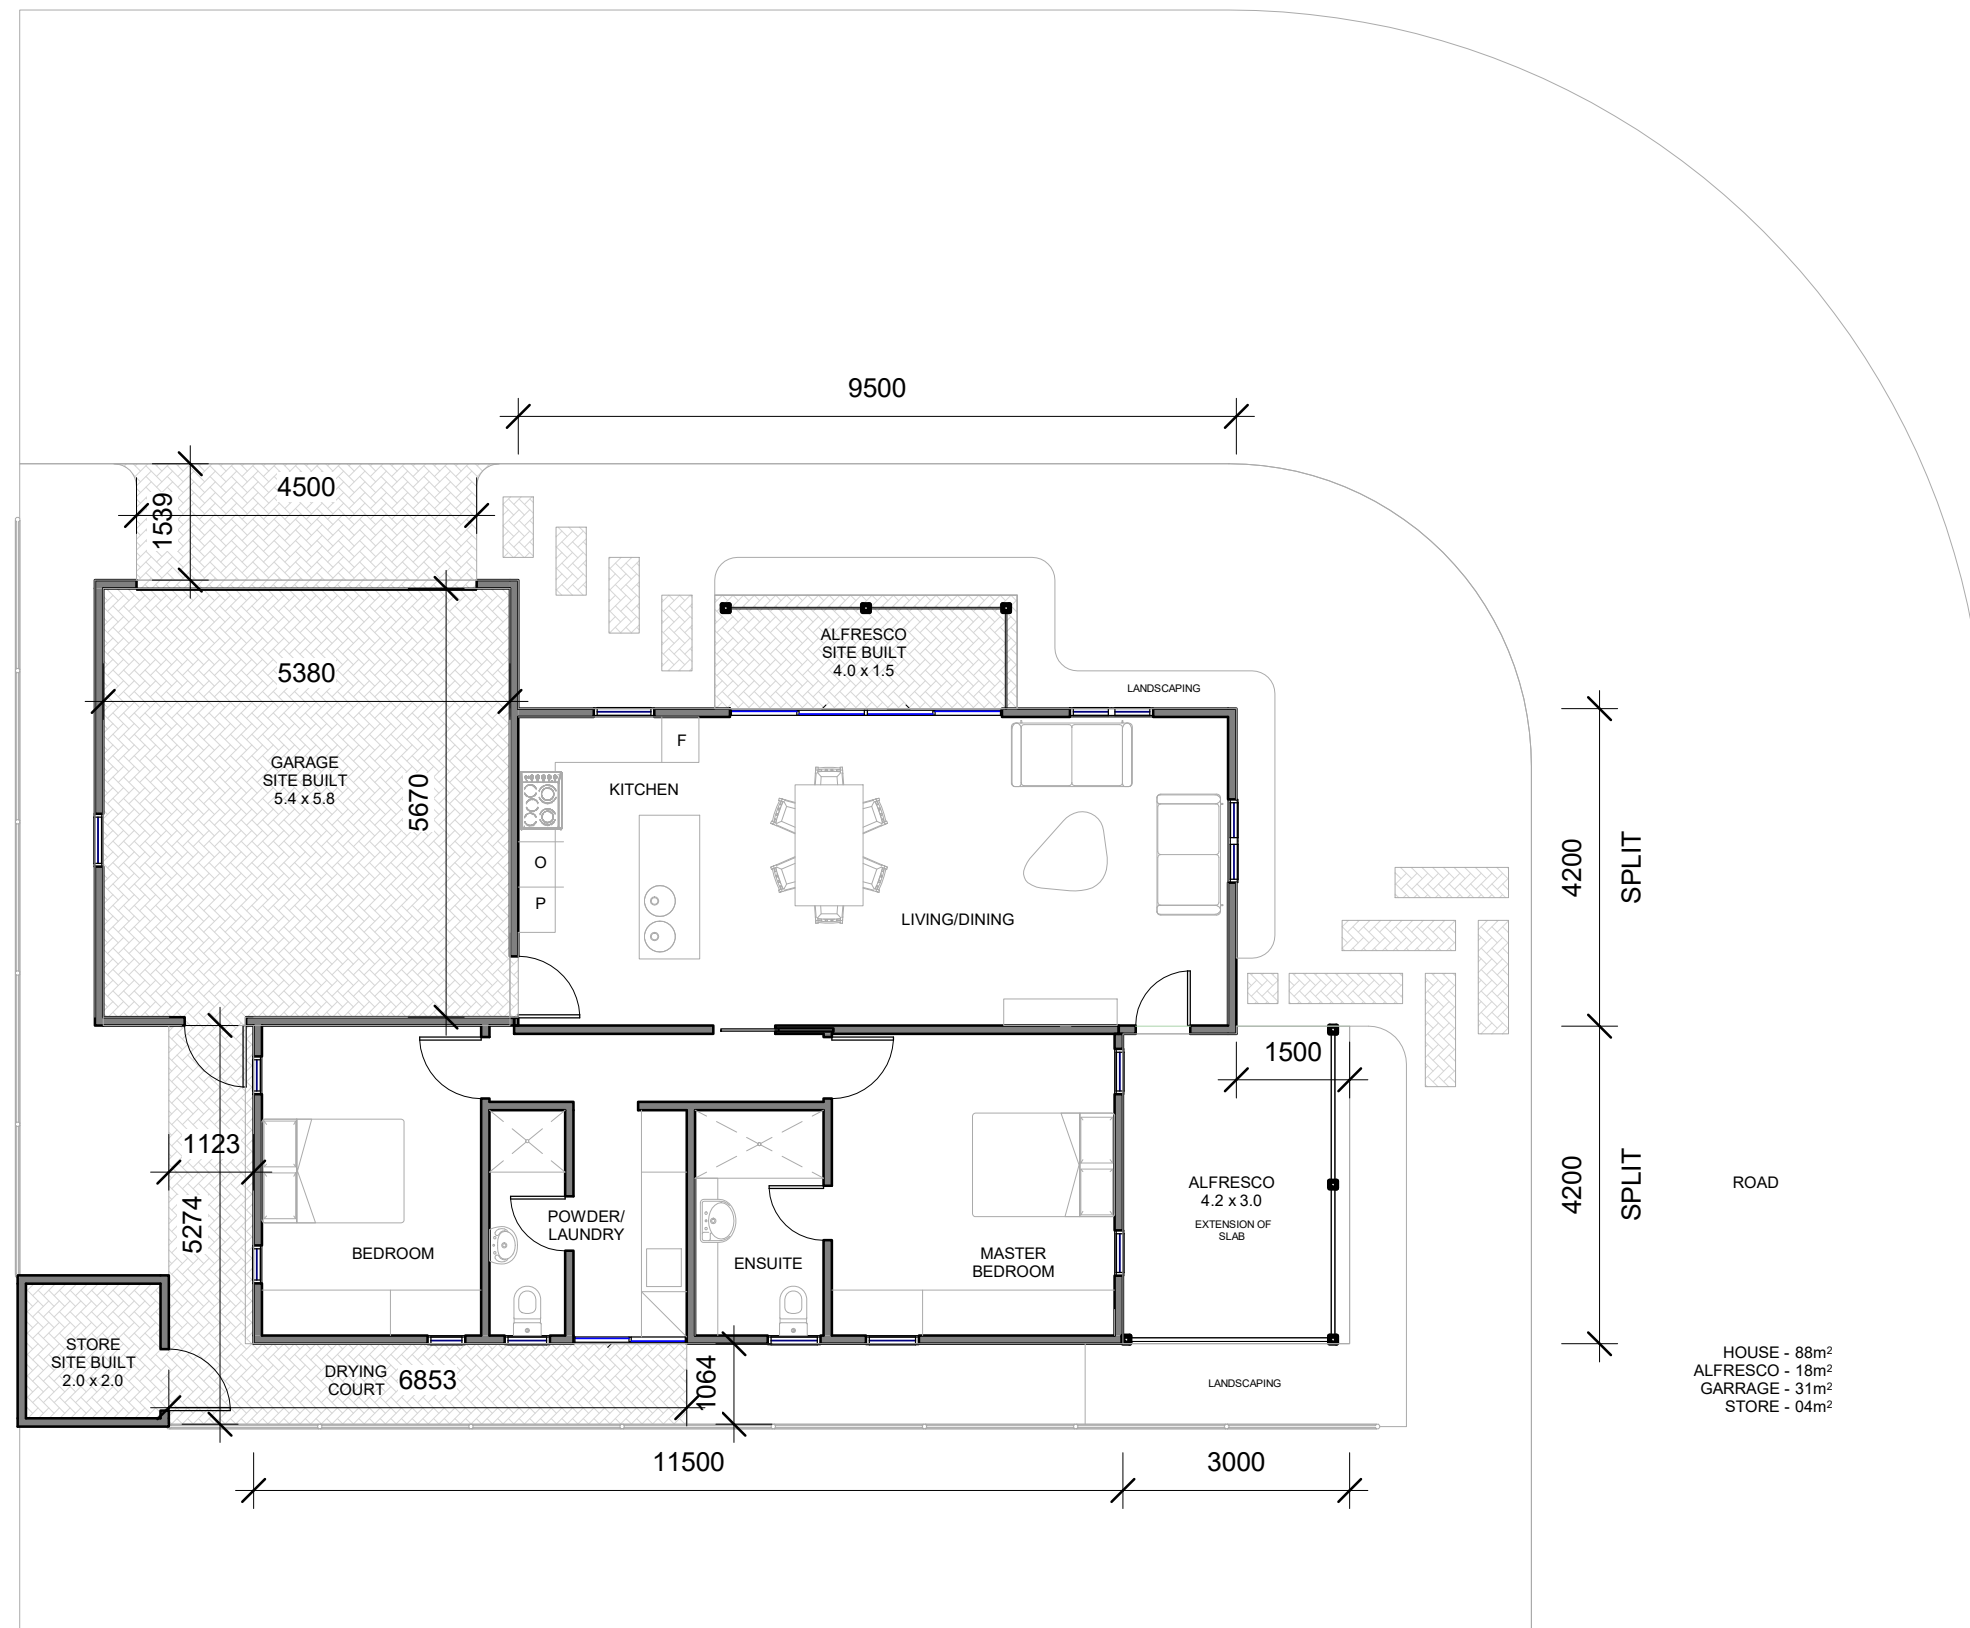 9500
4500
1539
ALFRESCO
SITE BUILT
4.0 x 1.5
5380
LANDSCAPING
F
GARAGE
SITE BUILT
5.4 x 5.8
5670
KITCHEN
O
P
LIVING/DINING
4200
SPLIT
1500
1123
5274
BEDROOM
POWDER/
LAUNDRY
ENSUITE
MASTER
BEDROOM
ALFRESCO
4.2 x 3.0
EXTENSION OF
SLAB
4200
SPLIT
ROAD
STORE
SITE BUILT
2.0 x 2.0
DRYING
COURT
6853
1064
LANDSCAPING
HOUSE - 88m²
ALFRESCO - 18m²
GARRAGE - 31m²
STORE - 04m²
11500
3000